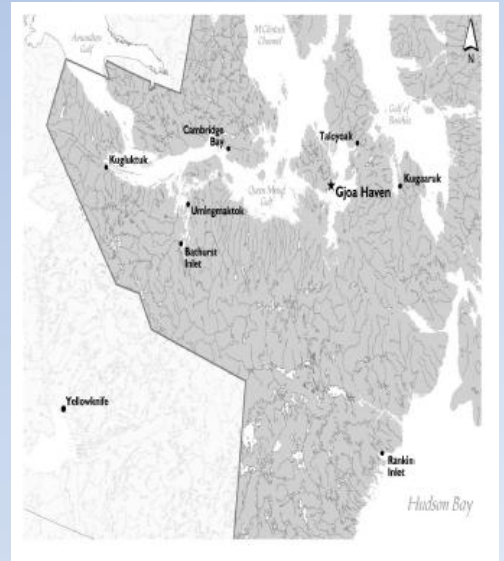 Amundsen
Gulf
M'Clintock
Channel
N
Gulf of
Boothia
Cambridge
Bay
Taloyoak
Kugluktuk
Queen Maud
Gulf
Gjoa Haven
Kugaaruk
Umingmaktok
Bathurst
Inlet
Yellowknife
Rankin
Inlet
Hudson Bay